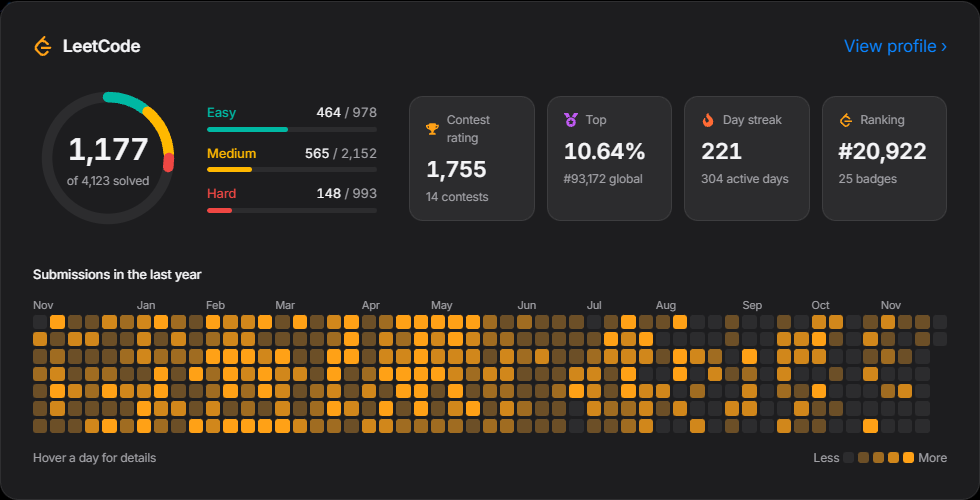 LeetCode
View profile ›
1,177
of 4,123 solved
Easy 464 / 978
Medium 565 / 2,152
Hard 148 / 993
Contest
rating
1,755
14 contests
Top
10.64%
#93,172 global
Day streak
221
304 active days
Ranking
#20,922
25 badges
Submissions in the last year
Nov Jan Feb Mar Apr May Jun Jul Aug Sep Oct Nov
Hover a day for details
Less More